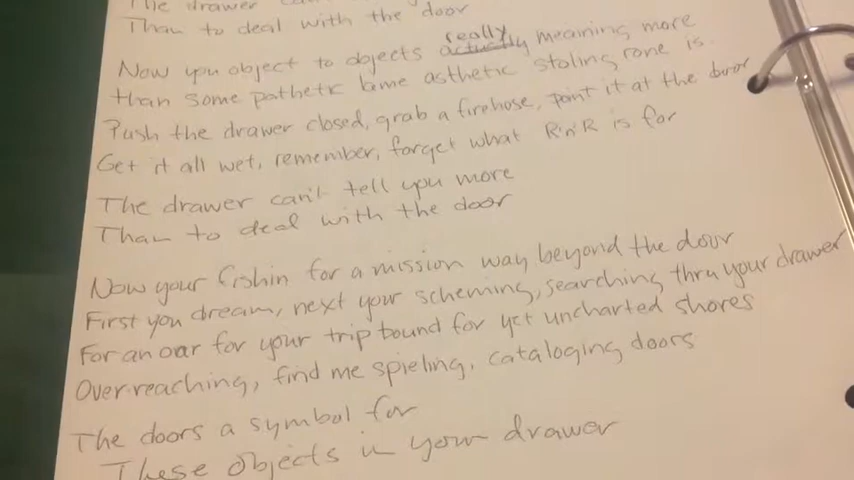 The drawer
Than to deal with the door
Now you object to objects really actually meaning more
than some pathetic lame asthetic stoling rone is
Push the drawer closed, grab a firehose, point it at the door
Get it all wet, remember, forget what R'n'R is for
The drawer can't tell you more
Than to deal with the door
Now your fishin for a mission way beyond the door
First you dream, next your scheming, searching thru your drawer
For an oar for your trip bound for yet uncharted shores
Over-reaching, find me spieling, cataloging doors
The doors a symbol for
These objects in your drawer